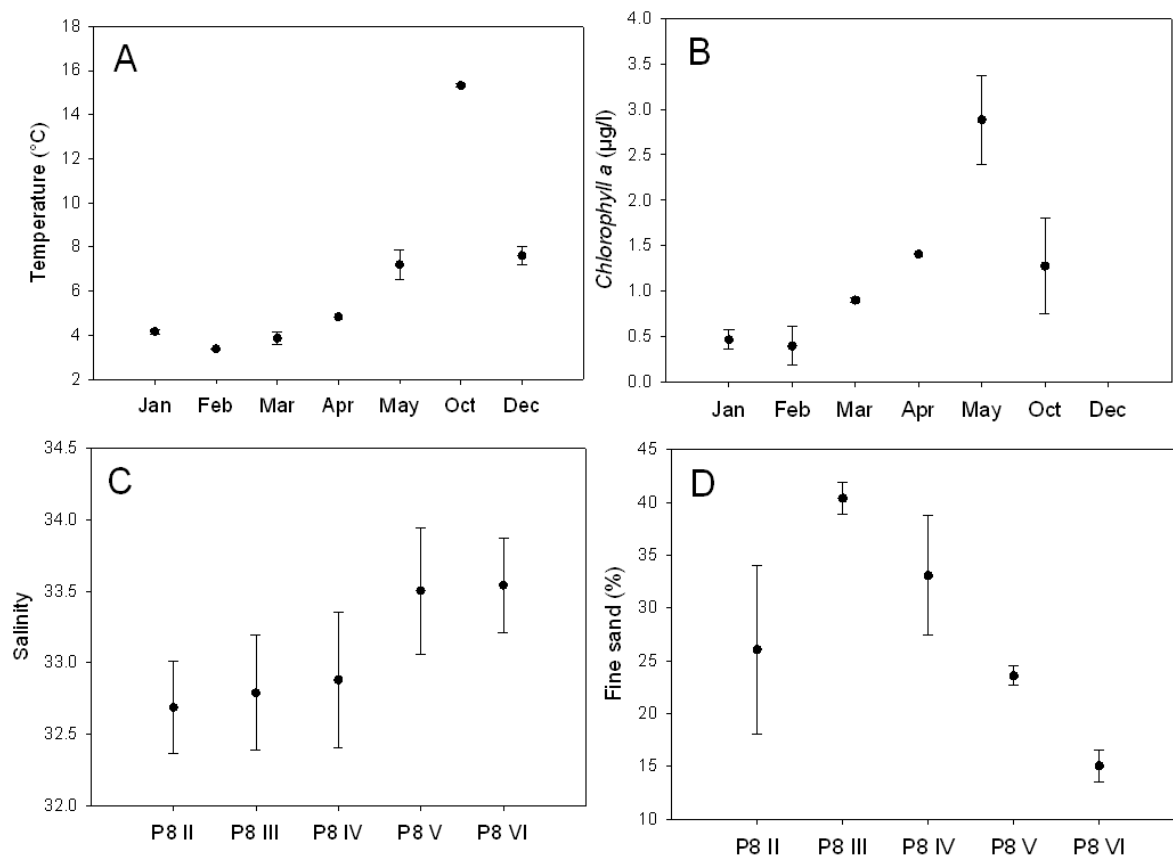 A
Temperature (°C)
18
16
14
12
10
8
6
4
2
Jan Feb Mar Apr May Oct Dec
B
Chlorophyll a (µg/l)
4.0
3.5
3.0
2.5
2.0
1.5
1.0
0.5
0.0
Jan Feb Mar Apr May Oct Dec
C
Salinity
34.5
34.0
33.5
33.0
32.5
32.0
P8 II P8 III P8 IV P8 V P8 VI
D
Fine sand (%)
45
40
35
30
25
20
15
10
P8 II P8 III P8 IV P8 V P8 VI